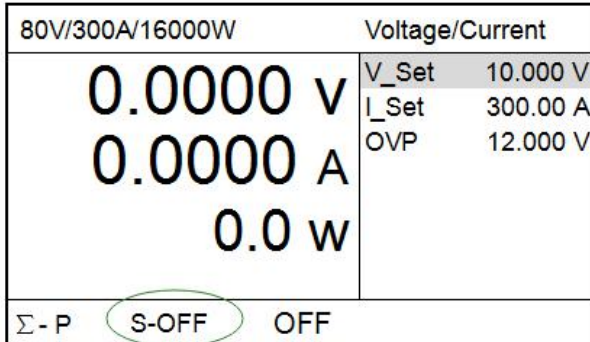 80V/300A/16000W Voltage/Current
0.0000 V
0.0000 A
0.0 W
V_Set 10.000 V
I_Set 300.00 A
OVP 12.000 V
Σ-P S-OFF OFF